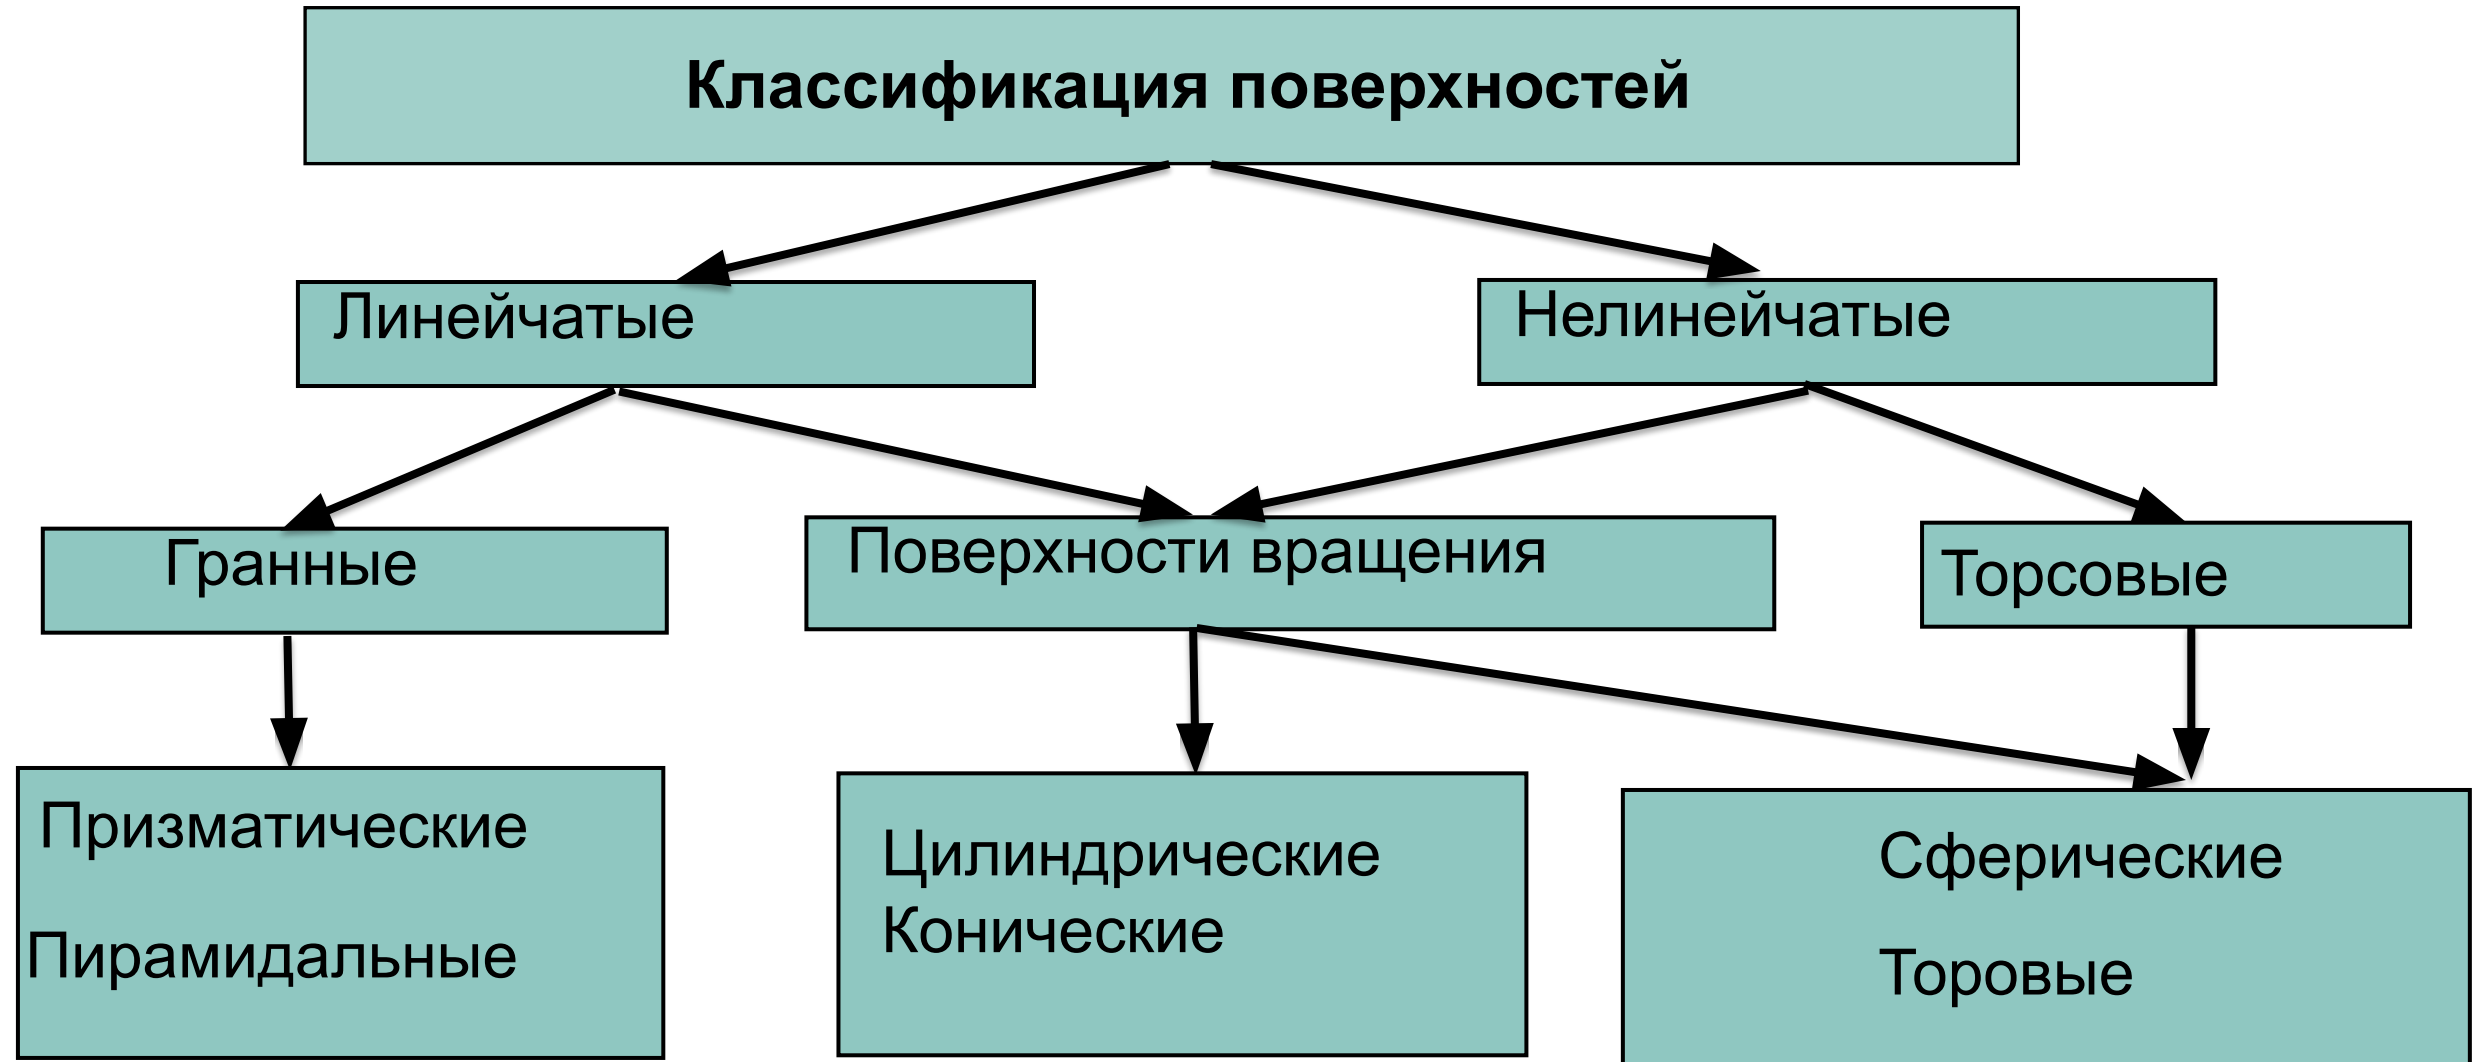 Классификация поверхностей
Линейчатые
Нелинейчатые
Гранные
Поверхности вращения
Торсовые
Призматические
Пирамидальные
Цилиндрические
Конические
Сферические
Торовые